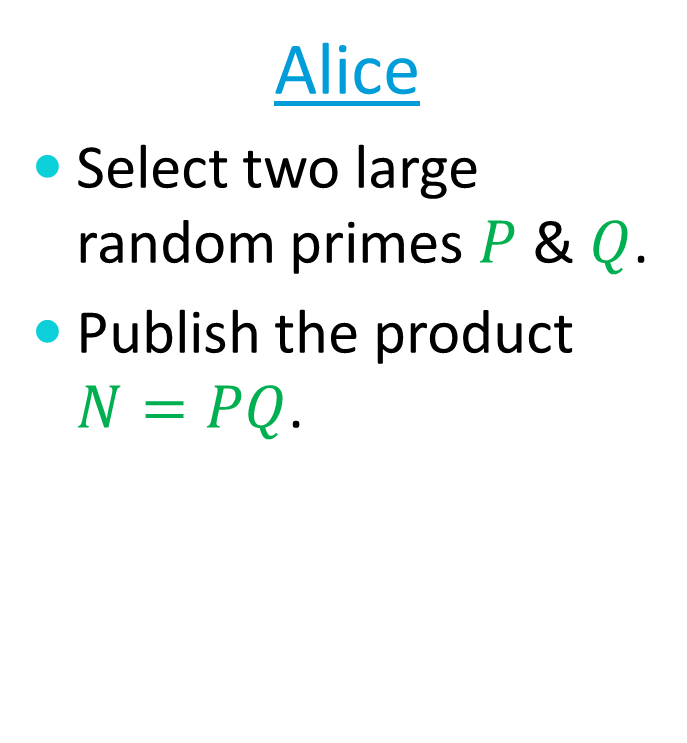 Alice
• Select two large
random primes P & Q.
• Publish the product
N = PQ.